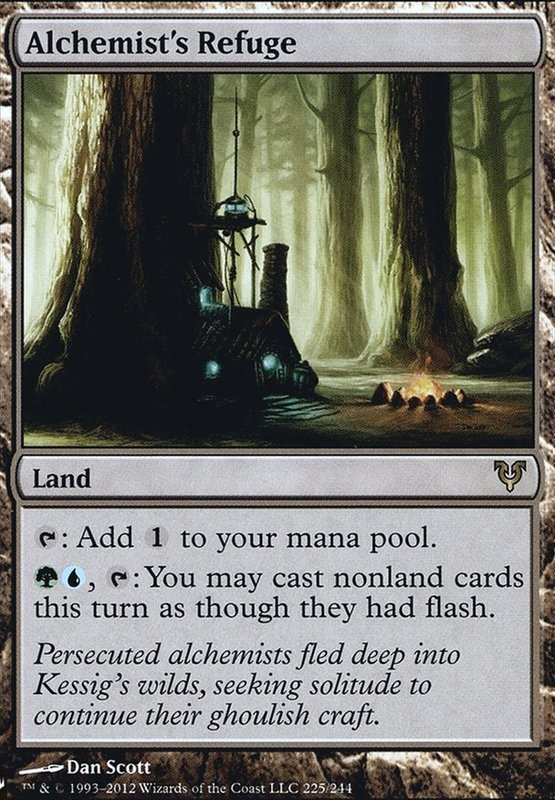 Alchemist's Refuge
Land
: Add 1 to your mana pool.
, : You may cast nonland cards
this turn as though they had flash.
Persecuted alchemists fled deep into
Kessig's wilds, seeking solitude to
continue their ghoulish craft.
Dan Scott
™ & © 1993–2012 Wizards of the Coast LLC 225/244